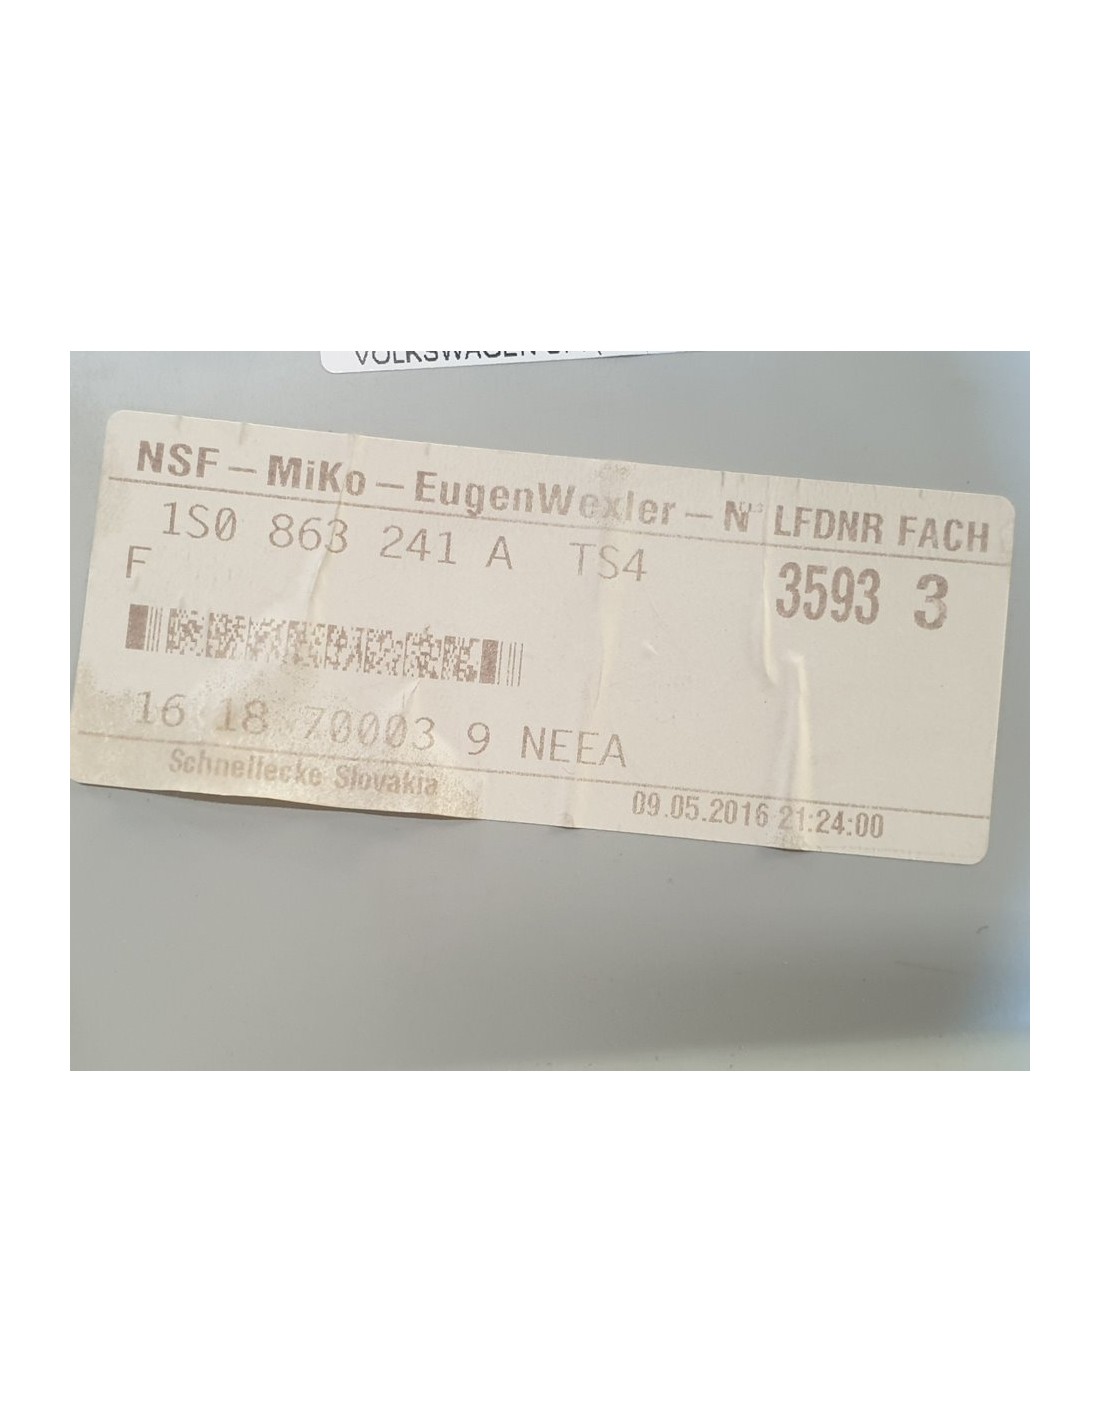 VOLKSWAGEN
NSF – MiKo – EugenWexler – N LFDNR FACH
1S0 863 241 A TS4 3593 3
F
16 18 70003 9 NEEA
Schnellecke Slovakia
09.05.2016 21:24:00